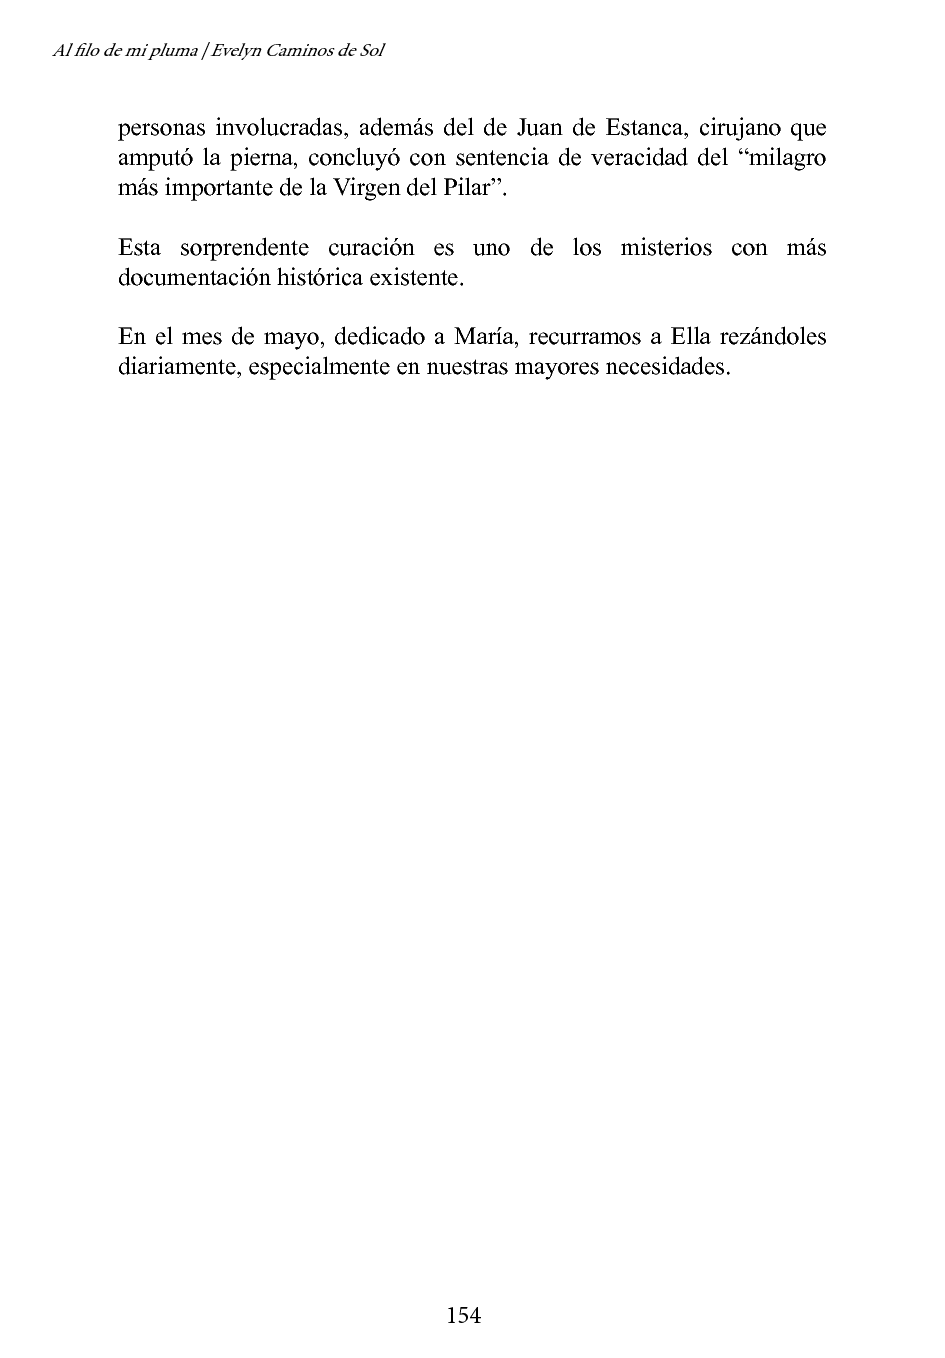 Al filo de mi pluma / Evelyn Caminos de Sol
personas involucradas, además del de Juan de Estanca, cirujano que
amputó la pierna, concluyó con sentencia de veracidad del “milagro
más importante de la Virgen del Pilar”.
Esta sorprendente curación es uno de los misterios con más
documentación histórica existente.
En el mes de mayo, dedicado a María, recurramos a Ella rezándoles
diariamente, especialmente en nuestras mayores necesidades.
154